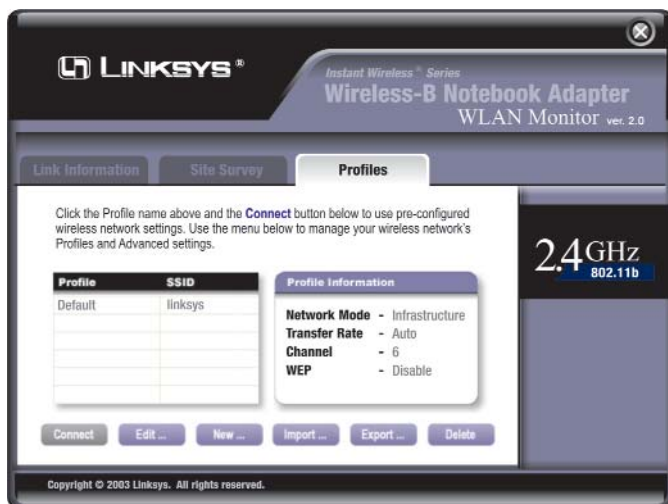 LINKSYS®
Instant Wireless® Series
Wireless-B Notebook Adapter
WLAN Monitor ver. 2.0
Link Information
Site Survey
Profiles
Click the Profile name above and the Connect button below to use pre-configured
wireless network settings. Use the menu below to manage your wireless network's
Profiles and Advanced settings.
2.4GHz
802.11b
Profile SSID
Default linksys
Profile Information
Network Mode - Infrastructure
Transfer Rate - Auto
Channel - 6
WEP - Disable
Connect
Edit ...
New ...
Import ...
Export ...
Delete
Copyright © 2003 Linksys. All rights reserved.